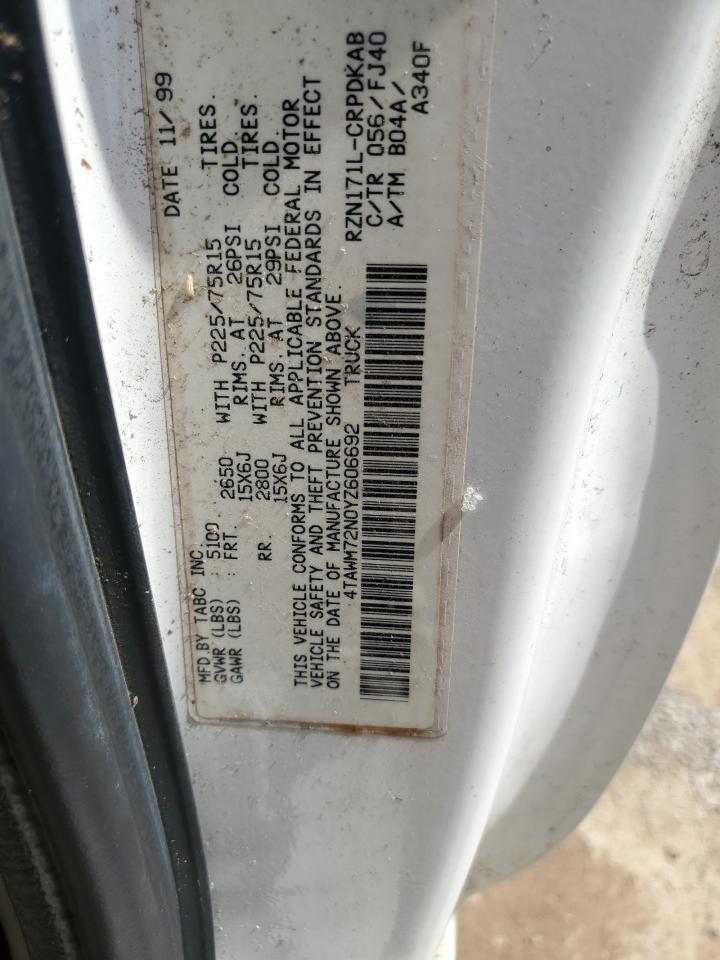 MFD.BY TABC INC DATE 11/99
GVWR (LBS) : 5100
GAWR (LBS) : FRT. 2650 WITH P225/75R15 TIRES.
15X6J RIMS. AT 26PSI COLD
RR. 2800 WITH P225/75R15 TIRES.
15X6J RIMS. AT 29PSI COLD.
THIS VEHICLE CONFORMS TO ALL APPLICABLE FEDERAL MOTOR
VEHICLE SAFETY AND THEFT PREVENTION STANDARDS IN EFFECT
ON THE DATE OF MANUFACTURE SHOWN ABOVE.
4TAWM72N0YZ606692 TRUCK
RZN171L-CRPDKAB
C/TR 056/FJ40
A/TM B04A/
A340F